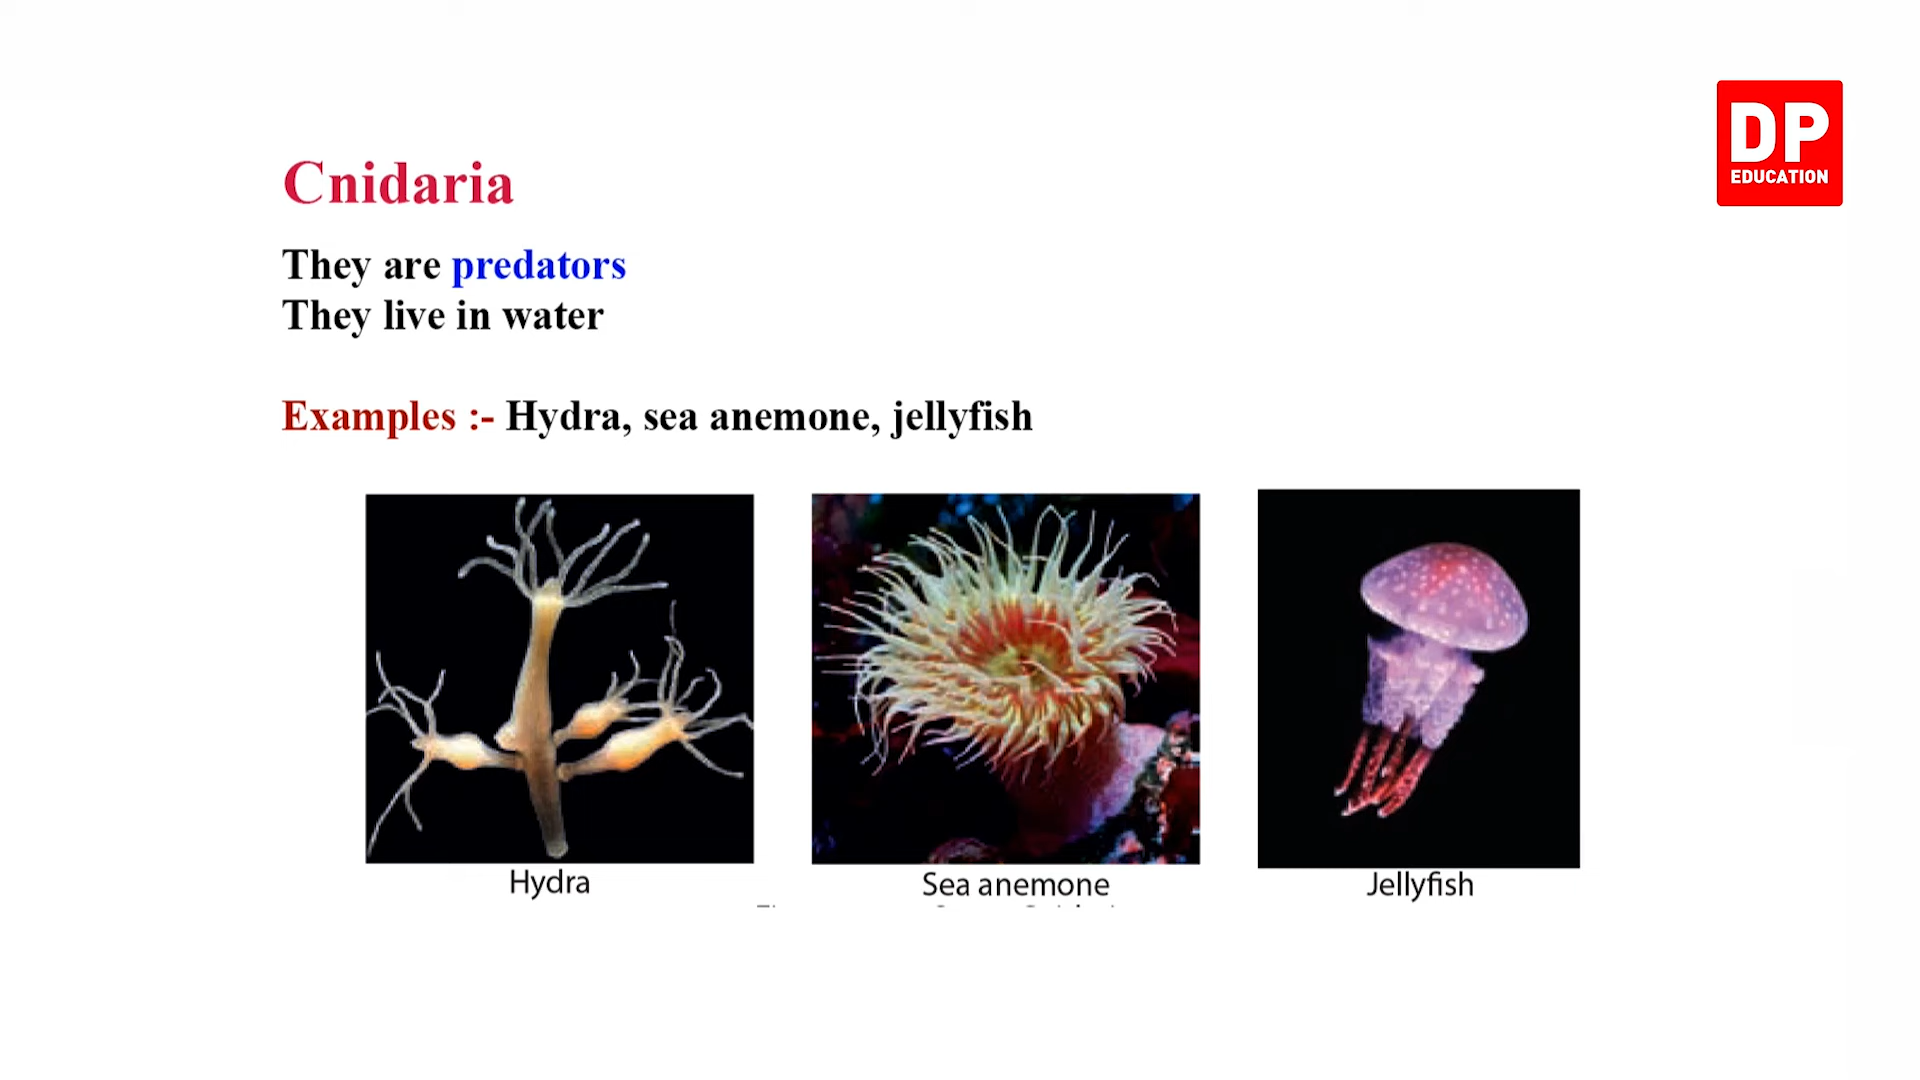 DP
EDUCATION
Cnidaria
They are predators
They live in water
Examples :- Hydra, sea anemone, jellyfish
Hydra
Sea anemone
Jellyfish